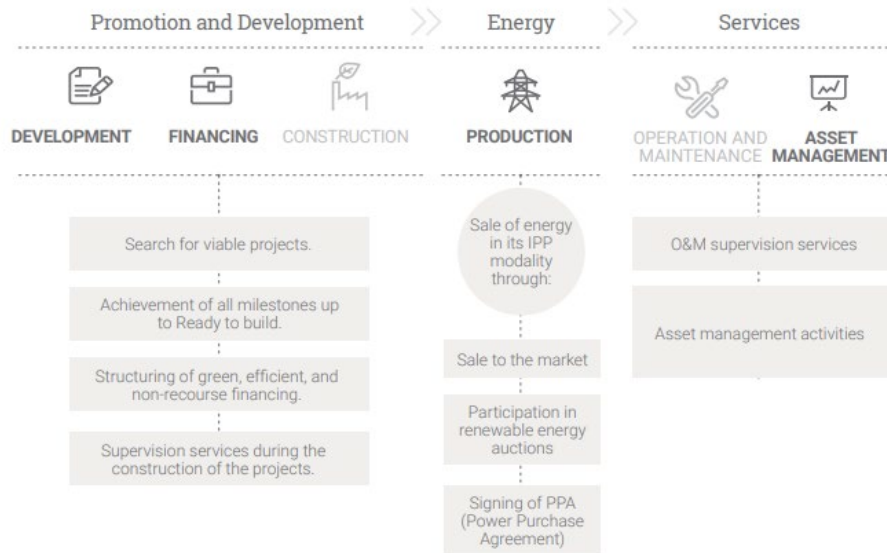 Promotion and Development
Energy
Services
DEVELOPMENT
FINANCING
CONSTRUCTION
PRODUCTION
OPERATION AND
MAINTENANCE
ASSET
MANAGEMENT
Search for viable projects.
Achievement of all milestones up
to Ready to build.
Structuring of green, efficient, and
non-recourse financing.
Supervision services during the
construction of the projects.
Sale of energy
in its IPP
modality
through:
Sale to the market
Participation in
renewable energy
auctions
Signing of PPA
(Power Purchase
Agreement)
O&M supervision services
Asset management activities